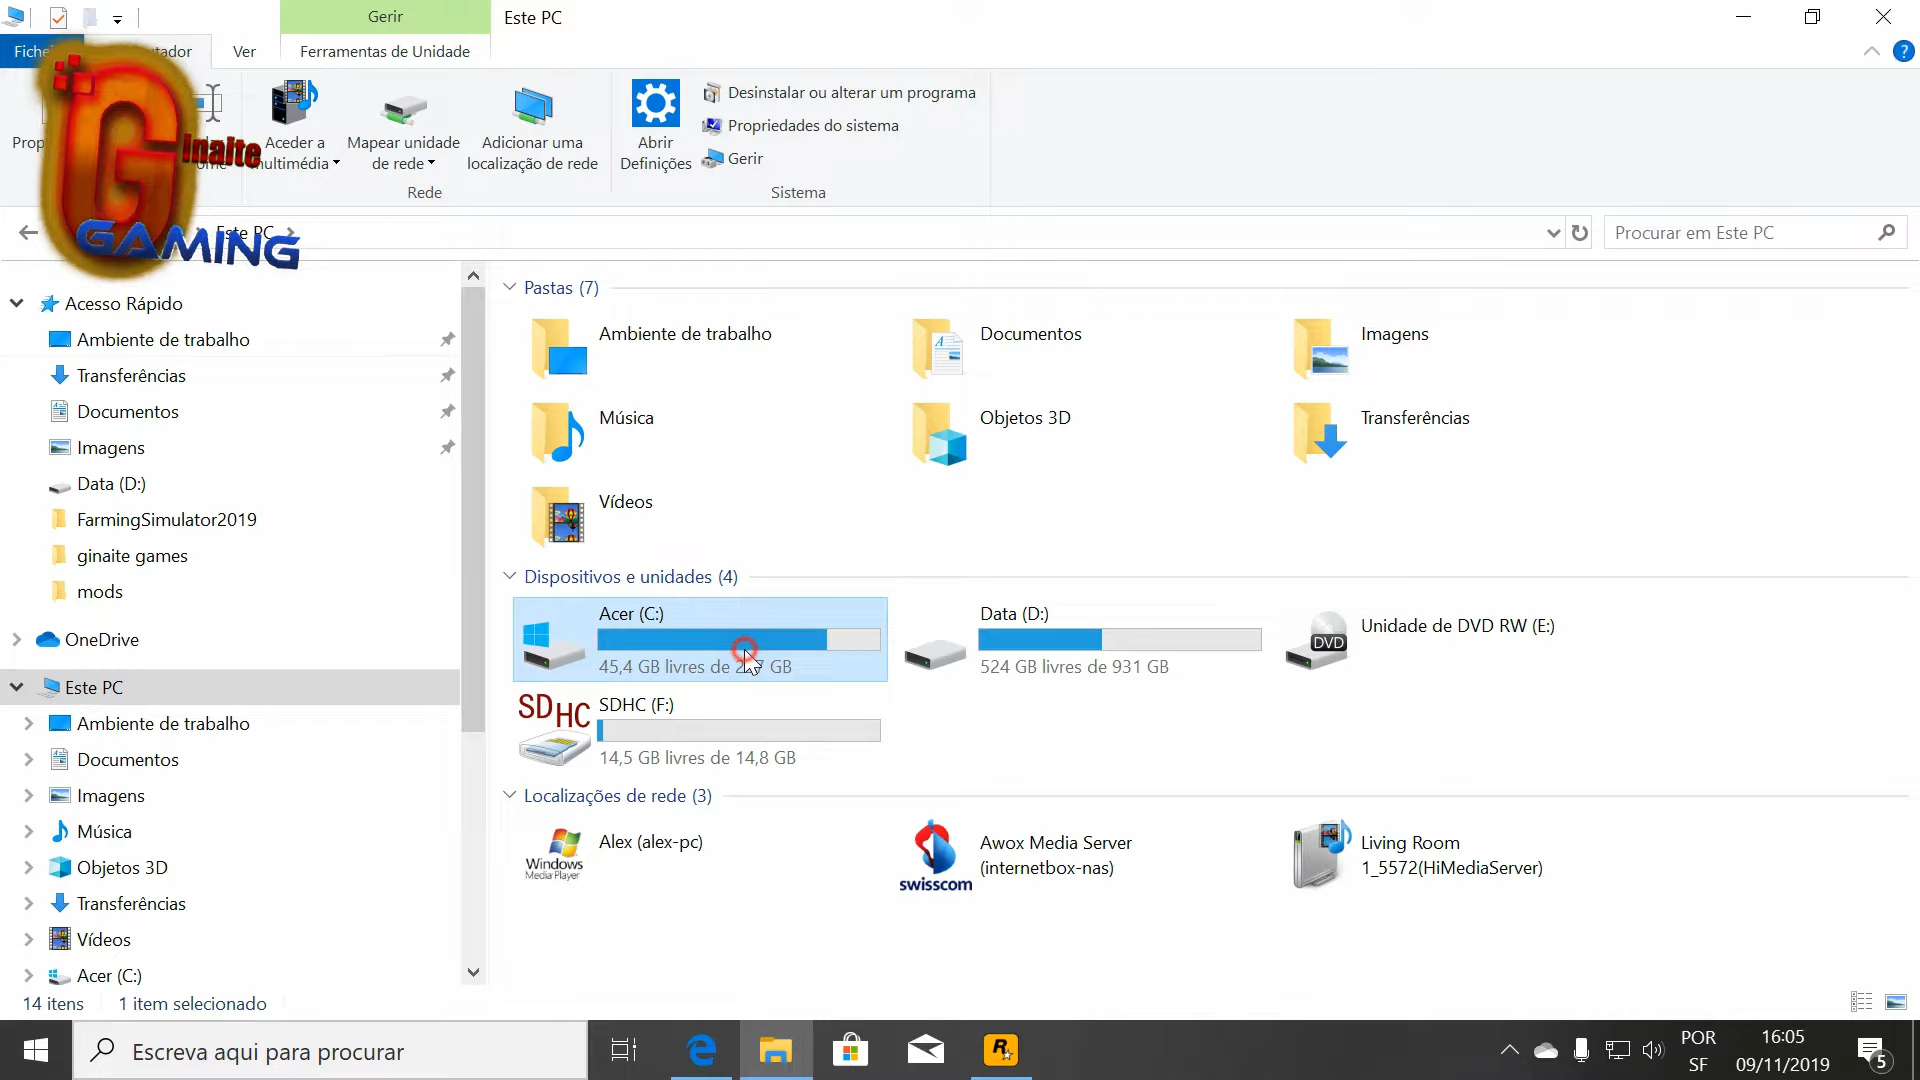 Gerir
Este PC
Ver
Ferramentas de Unidade
Aceder a
multimédia
Mapear unidade
de rede
Adicionar uma
localização de rede
Abrir
Definições
Desinstalar ou alterar um programa
Propriedades do sistema
Gerir
Rede
Sistema
Ginaite
GAMING
Este PC
Procurar em Este PC
Acesso Rápido
Ambiente de trabalho
Transferências
Documentos
Imagens
Data (D:)
FarmingSimulator2019
ginaite games
mods
OneDrive
Este PC
Ambiente de trabalho
Documentos
Imagens
Música
Objetos 3D
Transferências
Vídeos
Acer (C:)
Pastas (7)
Ambiente de trabalho
Documentos
Imagens
Música
Objetos 3D
Transferências
Vídeos
Dispositivos e unidades (4)
Acer (C:)
45,4 GB livres de GB
Data (D:)
524 GB livres de 931 GB
DVD
Unidade de DVD RW (E:)
SDHC
SDHC (F:)
14,5 GB livres de 14,8 GB
Localizações de rede (3)
Windows
Media Player
Alex (alex-pc)
swisscom
Awox Media Server
(internetbox-nas)
Living Room
1_5572(HiMediaServer)
14 itens
1 item selecionado
Escreva aqui para procurar
POR
SF
16:05
09/11/2019
5